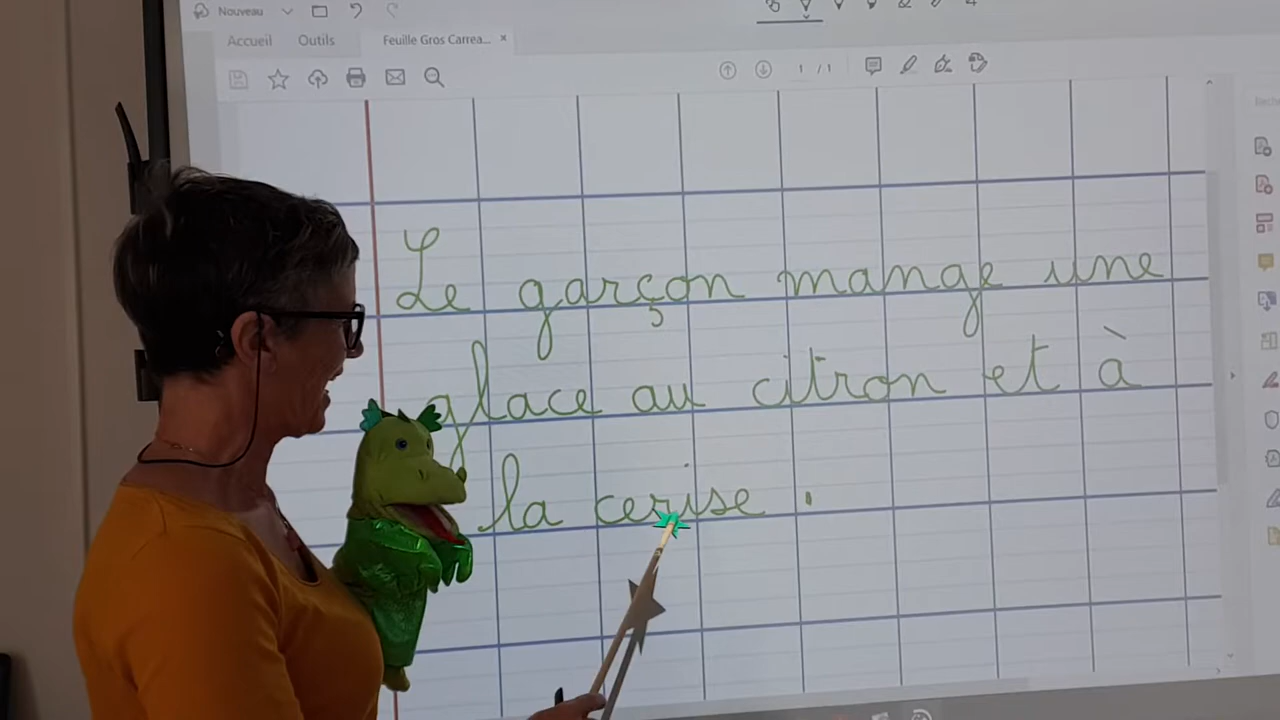 Nouveau
Accueil Outils Feuille Gros Carrea... ×
1 / 1
Le garçon mange une
glace au citron et à
la cerise .